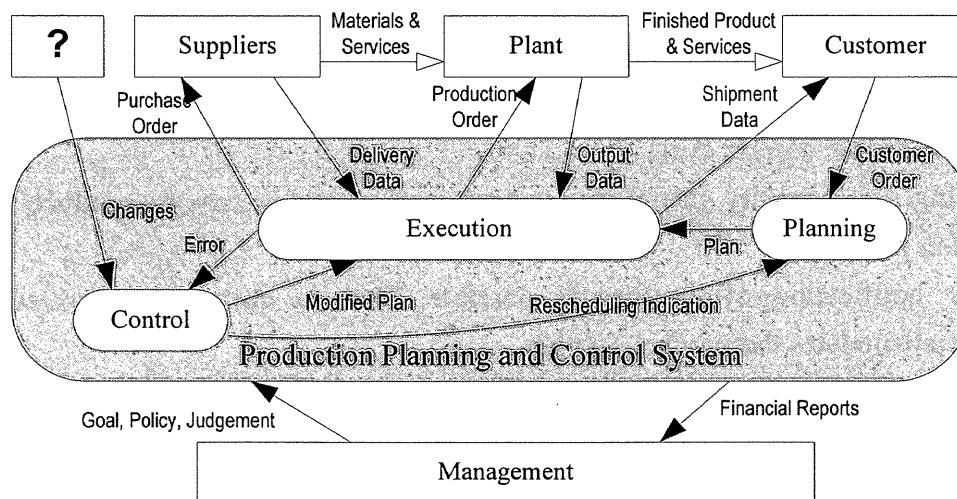 ?
Suppliers
Materials &
Services
Plant
Finished Product
& Services
Customer
Purchase
Order
Production
Order
Shipment
Data
Delivery
Data
Output
Data
Customer
Order
Changes
Error
Execution
Plan
Planning
Control
Modified Plan
Rescheduling Indication
Production Planning and Control System
Goal, Policy, Judgement
Financial Reports
Management